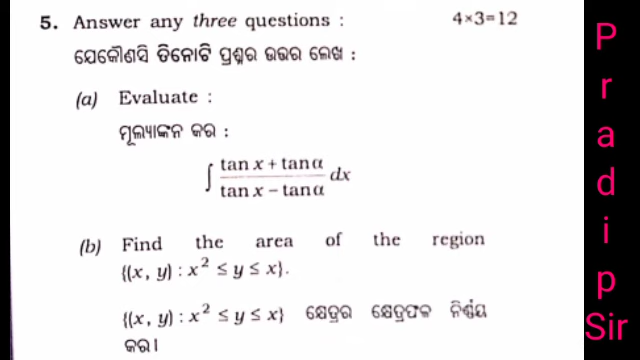 5. Answer any three questions : 4×3=12
ଯେକୌଣସି ତିନୋଟି ପ୍ରଶ୍ନର ଉତ୍ତର ଲେଖ :
(a) Evaluate :
ମୂଲ୍ୟାଙ୍କନ କର :
∫ (tan x + tan α)/(tan x − tan α) dx
(b) Find the area of the region
{(x, y) : x² ≤ y ≤ x}.
{(x, y) : x² ≤ y ≤ x} କ୍ଷେତ୍ରର କ୍ଷେତ୍ରଫଳ ନିର୍ଣ୍ଣୟ
କର।
Pradip
Sir